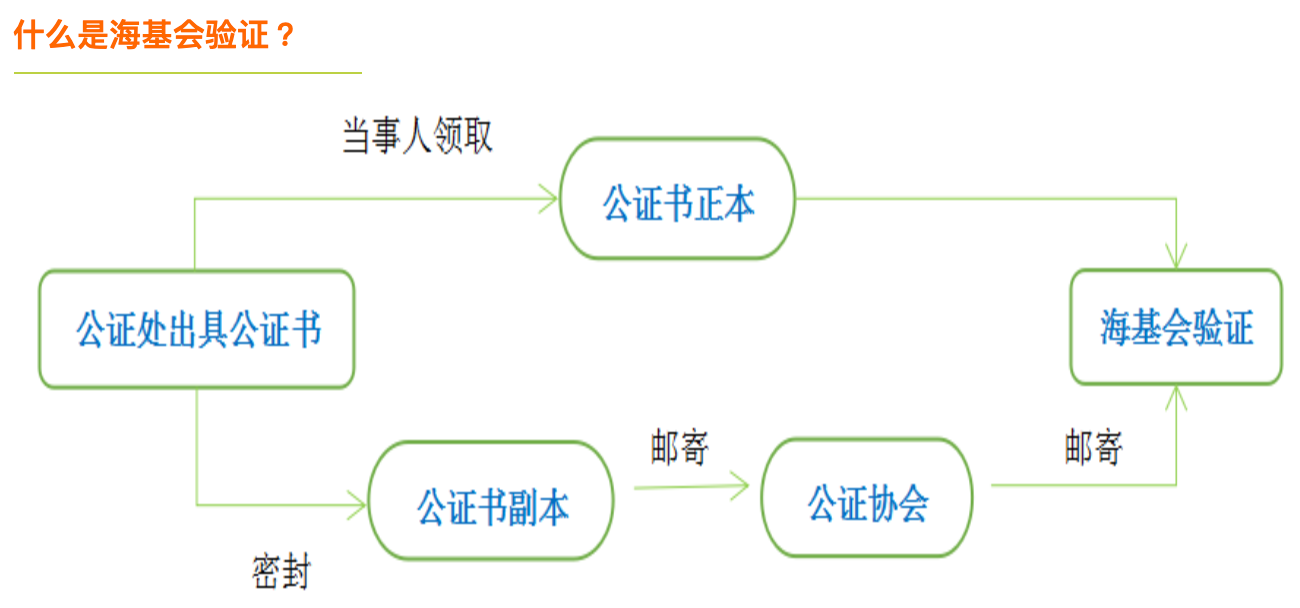 什么是海基会验证？
当事人领取
公证书正本
公证处出具公证书
海基会验证
邮寄
邮寄
公证书副本
公证协会
密封